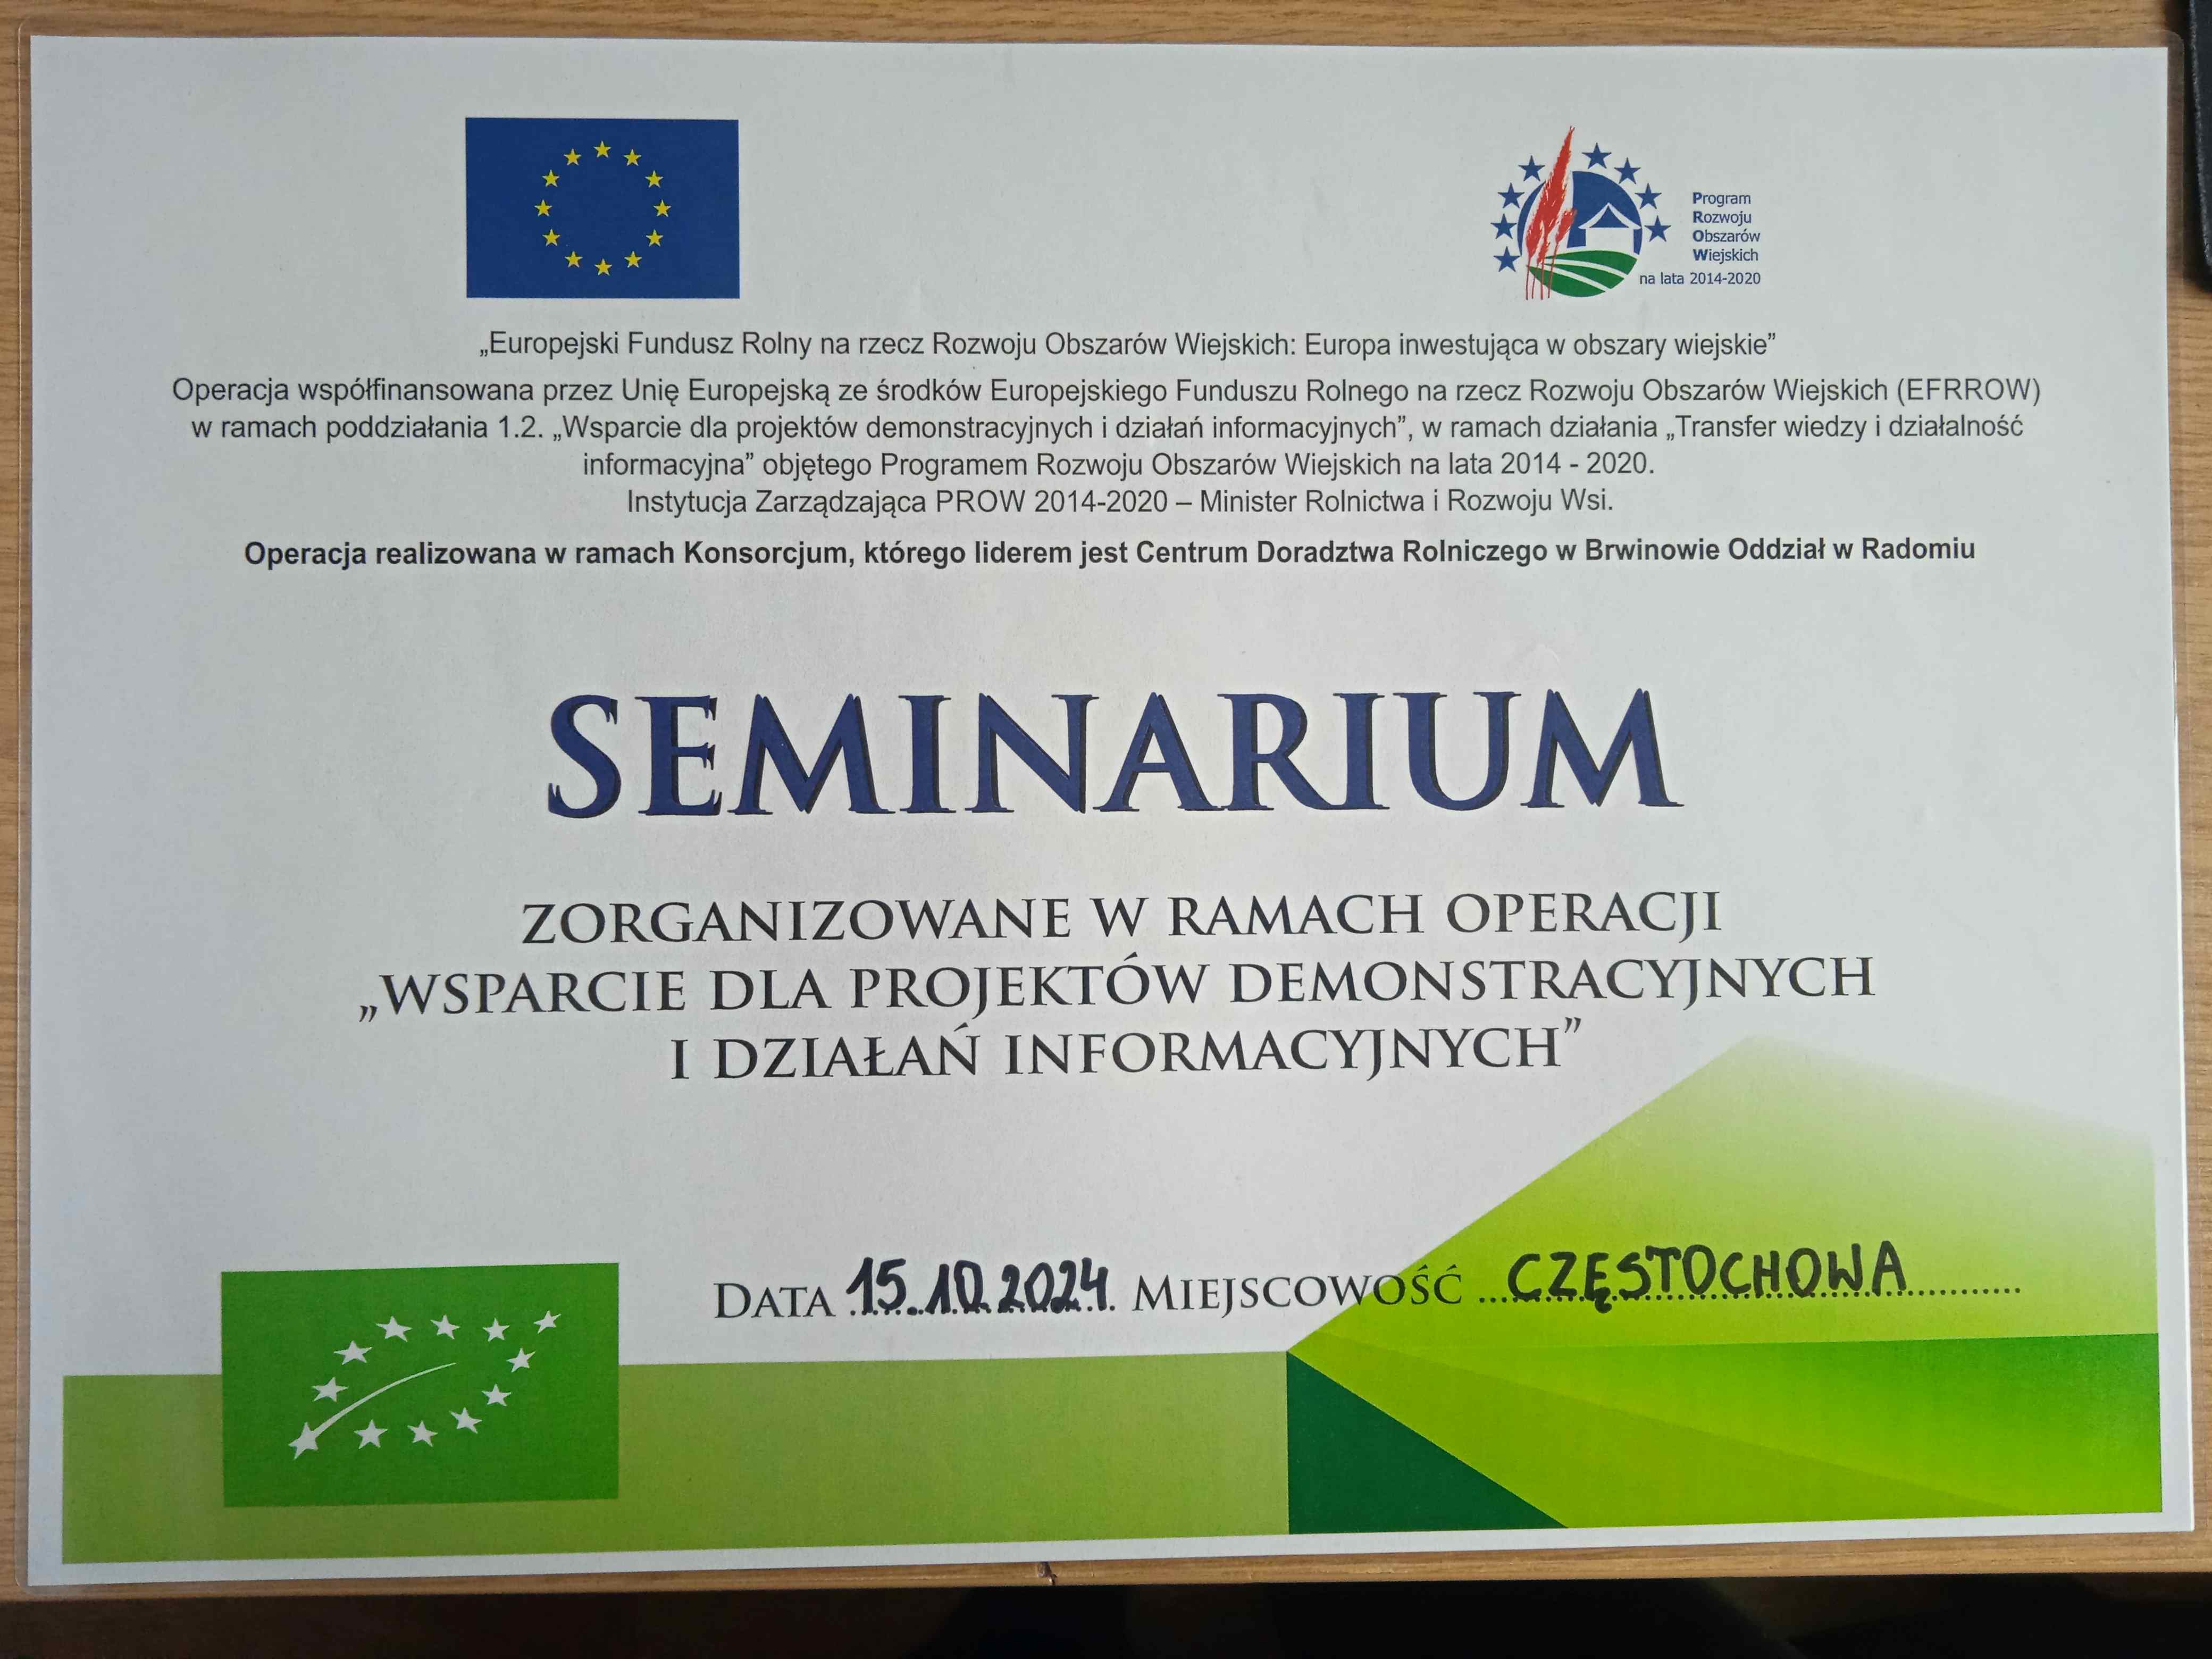 Program
Rozwoju
Obszarów
Wiejskich
na lata 2014-2020
„Europejski Fundusz Rolny na rzecz Rozwoju Obszarów Wiejskich: Europa inwestująca w obszary wiejskie”
Operacja współfinansowana przez Unię Europejską ze środków Europejskiego Funduszu Rolnego na rzecz Rozwoju Obszarów Wiejskich (EFRROW)
w ramach poddziałania 1.2. „Wsparcie dla projektów demonstracyjnych i działań informacyjnych”, w ramach działania „Transfer wiedzy i działalność
informacyjna” objętego Programem Rozwoju Obszarów Wiejskich na lata 2014 - 2020.
Instytucja Zarządzająca PROW 2014-2020 – Minister Rolnictwa i Rozwoju Wsi.
Operacja realizowana w ramach Konsorcjum, którego liderem jest Centrum Doradztwa Rolniczego w Brwinowie Oddział w Radomiu
SEMINARIUM
ZORGANIZOWANE W RAMACH OPERACJI
„WSPARCIE DLA PROJEKTÓW DEMONSTRACYJNYCH
I DZIAŁAŃ INFORMACYJNYCH”
DATA 15.10.2024. MIEJSCOWOŚĆ CZĘSTOCHOWA